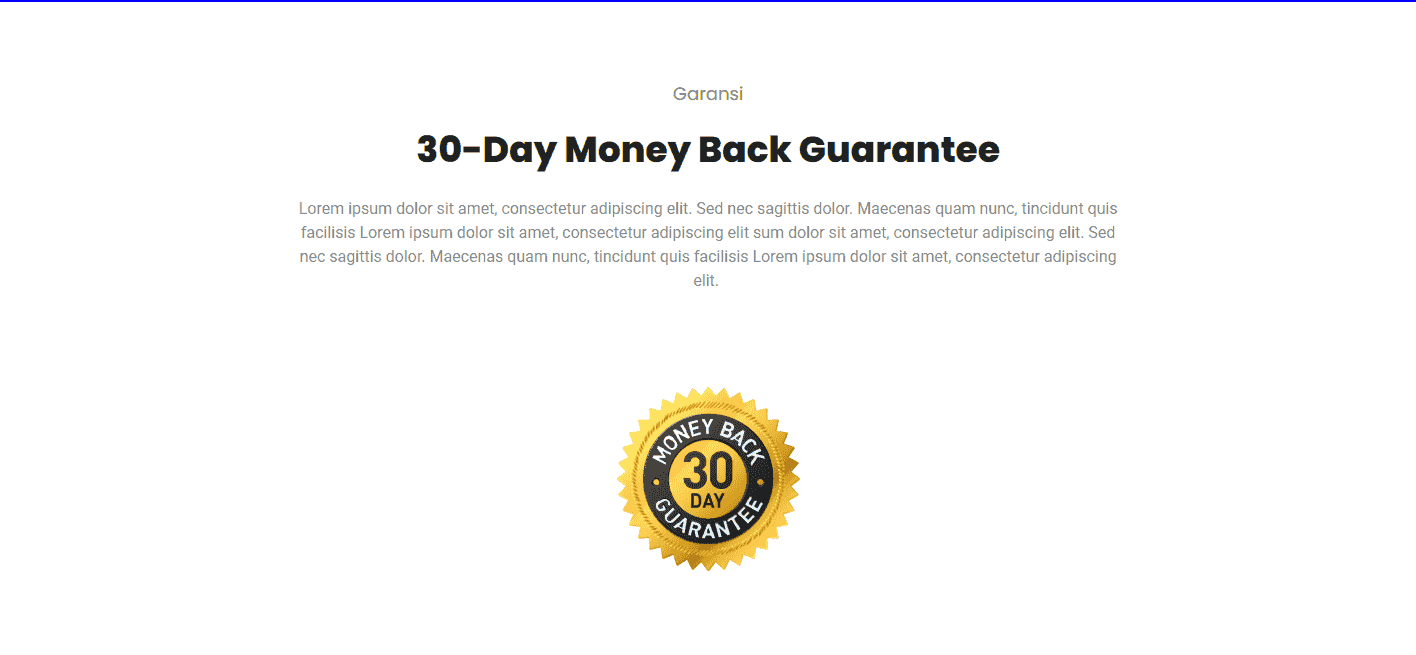 Garansi
30-Day Money Back Guarantee
Lorem ipsum dolor sit amet, consectetur adipiscing elit. Sed nec sagittis dolor. Maecenas quam nunc, tincidunt quis
facilisis Lorem ipsum dolor sit amet, consectetur adipiscing elit sum dolor sit amet, consectetur adipiscing elit. Sed
nec sagittis dolor. Maecenas quam nunc, tincidunt quis facilisis Lorem ipsum dolor sit amet, consectetur adipiscing
elit.
MONEY BACK
30
DAY
GUARANTEE